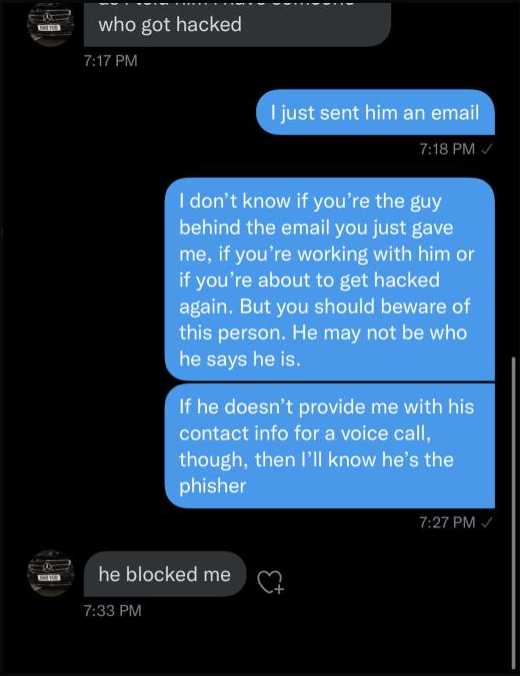 who got hacked
7:17 PM
I just sent him an email
7:18 PM ✓
I don’t know if you’re the guy
behind the email you just gave
me, if you’re working with him or
if you’re about to get hacked
again. But you should beware of
this person. He may not be who
he says he is.
If he doesn’t provide me with his
contact info for a voice call,
though, then I’ll know he’s the
phisher
7:27 PM ✓
he blocked me
7:33 PM